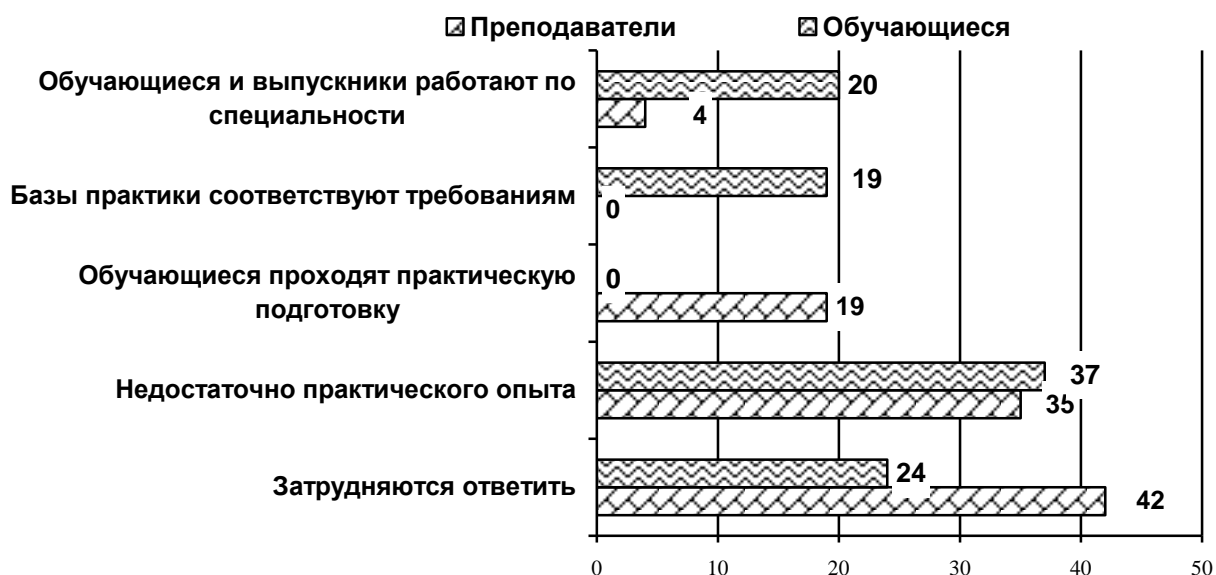 Преподаватели Обучающиеся
Обучающиеся и выпускники работают по
специальности
20
4
Базы практики соответствуют требованиям
19
0
Обучающиеся проходят практическую
подготовку
0
19
Недостаточно практического опыта
37
35
Затрудняются ответить
24
42
0 10 20 30 40 50